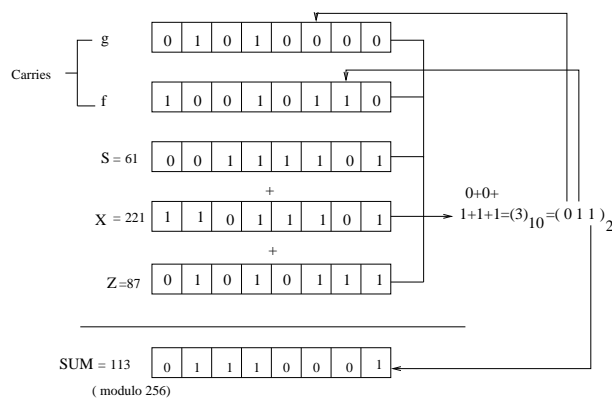 g 0 1 0 1 0 0 0 0
Carries
f 1 0 0 1 0 1 1 0
S = 61 0 0 1 1 1 1 0 1
+
0+0+
X = 221 1 1 0 1 1 1 0 1 1+1+1=(3)10=( 0 1 1 )2
+
Z =87 0 1 0 1 0 1 1 1
SUM = 113 0 1 1 1 0 0 0 1
( modulo 256)